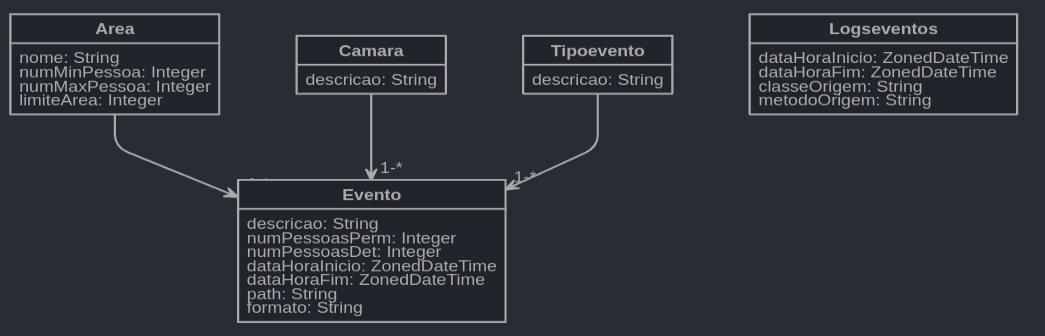 Area
nome: String
numMinPessoa: Integer
numMaxPessoa: Integer
limiteArea: Integer
Camara
descricao: String
Tipoevento
descricao: String
Logseventos
dataHoraInicio: ZonedDateTime
dataHoraFim: ZonedDateTime
classeOrigem: String
metodoOrigem: String
1-*
1-*
Evento
descricao: String
numPessoasPerm: Integer
numPessoasDet: Integer
dataHoraInicio: ZonedDateTime
dataHoraFim: ZonedDateTime
path: String
formato: String